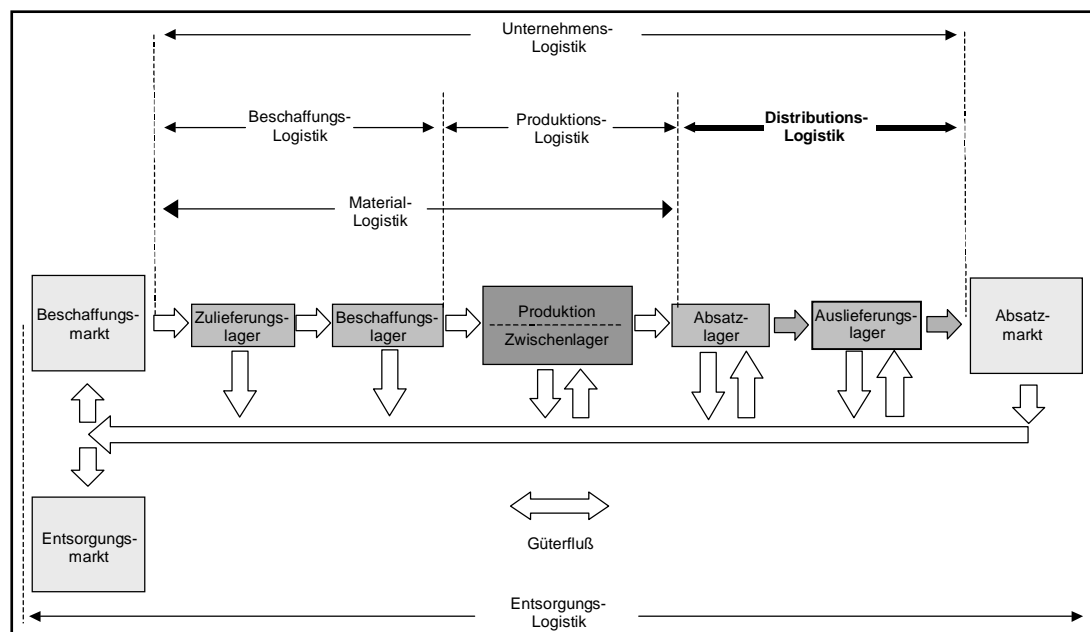 Unternehmens-
Logistik
Beschaffungs-
Logistik
Produktions-
Logistik
Distributions-
Logistik
Material-
Logistik
Beschaffungs-
markt
Zulieferungs-
lager
Beschaffungs-
lager
Produktion
Zwischenlager
Absatz-
lager
Auslieferungs-
lager
Absatz-
markt
Entsorgungs-
markt
Güterfluß
Entsorgungs-
Logistik